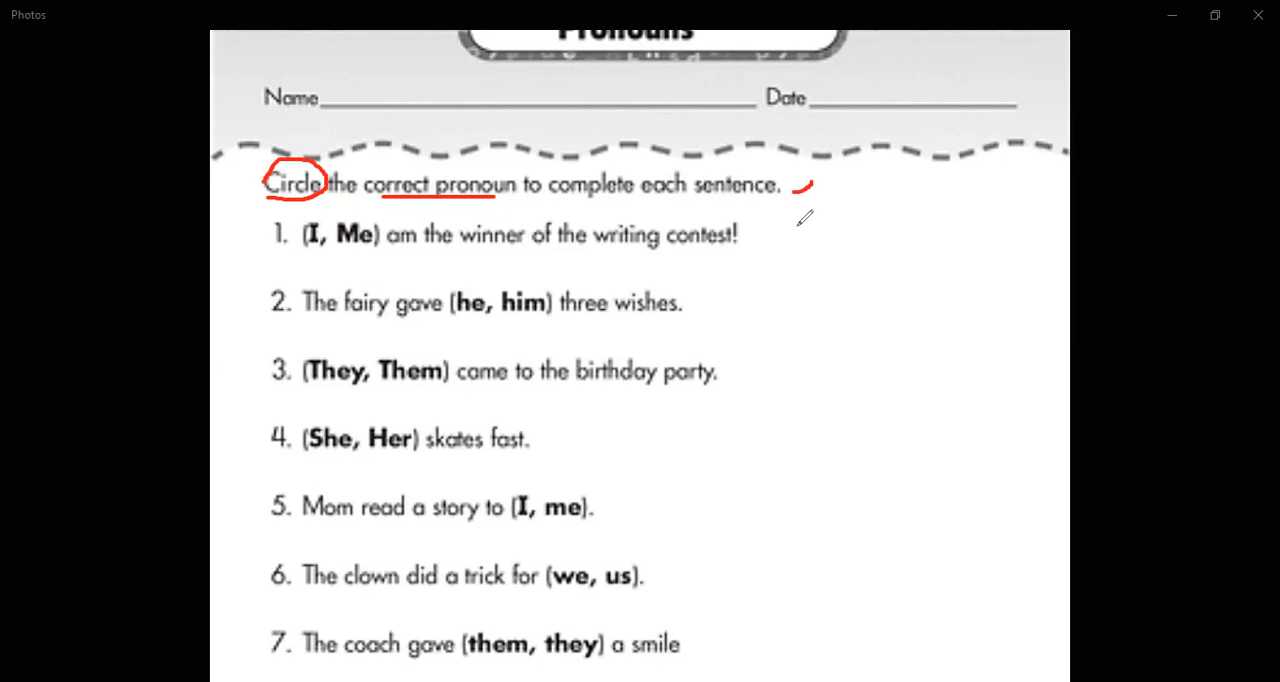 Photos
Pronouns
Name Date
Circle the correct pronoun to complete each sentence.
1. (I, Me) am the winner of the writing contest!
2. The fairy gave (he, him) three wishes.
3. (They, Them) came to the birthday party.
4. (She, Her) skates fast.
5. Mom read a story to (I, me).
6. The clown did a trick for (we, us).
7. The coach gave (them, they) a smile